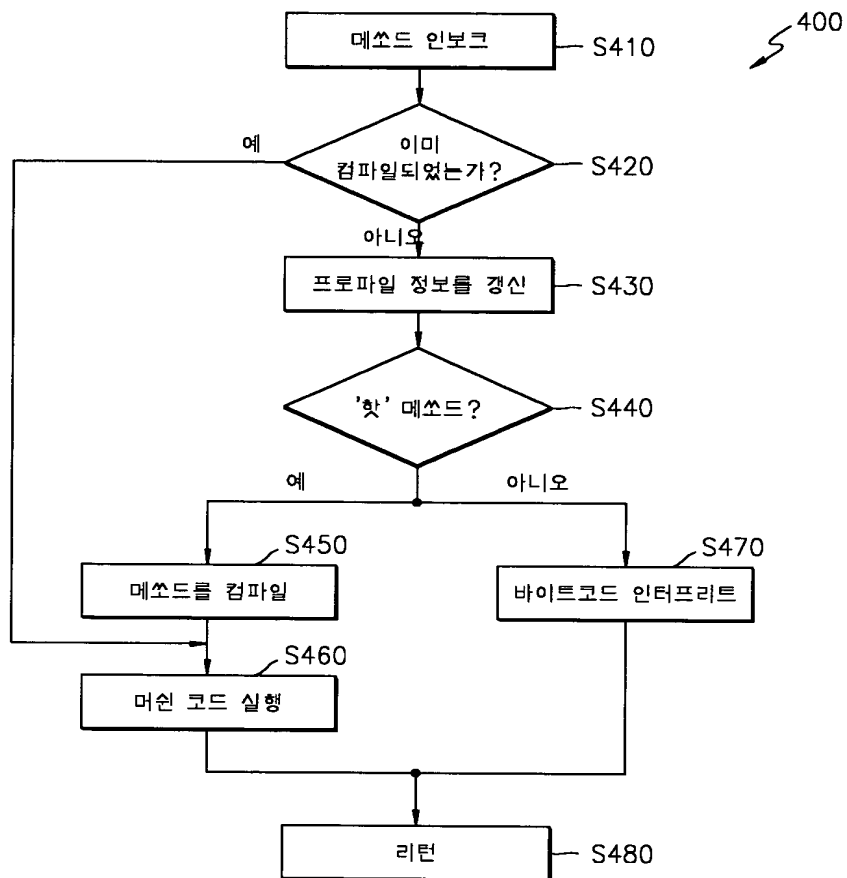 400
메쏘드 인보크
S410
예
이미
컴파일되었는가?
S420
아니오
프로파일 정보를 갱신
S430
'핫' 메쏘드?
S440
예
아니오
S450
S470
메쏘드를 컴파일
바이트코드 인터프리트
S460
머쉰 코드 실행
리턴
S480